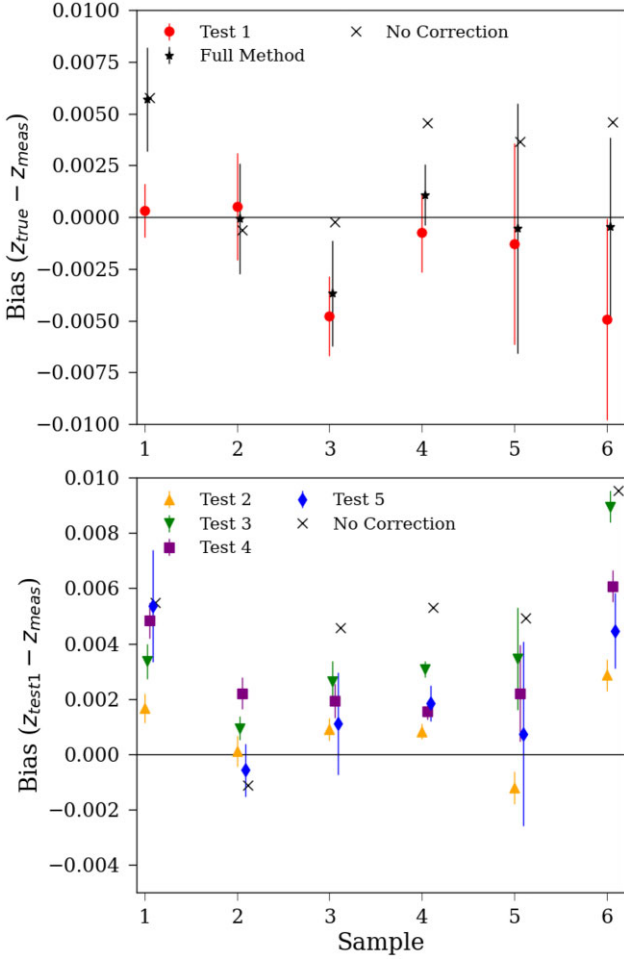 0.0100
0.0075
0.0050
0.0025
0.0000
−0.0025
−0.0050
−0.0075
−0.0100
Bias (z_true − z_meas)
Test 1
Full Method
No Correction
1 2 3 4 5 6
0.010
0.008
0.006
0.004
0.002
0.000
−0.002
−0.004
Bias (z_test1 − z_meas)
Test 2
Test 3
Test 4
Test 5
No Correction
1 2 3 4 5 6
Sample